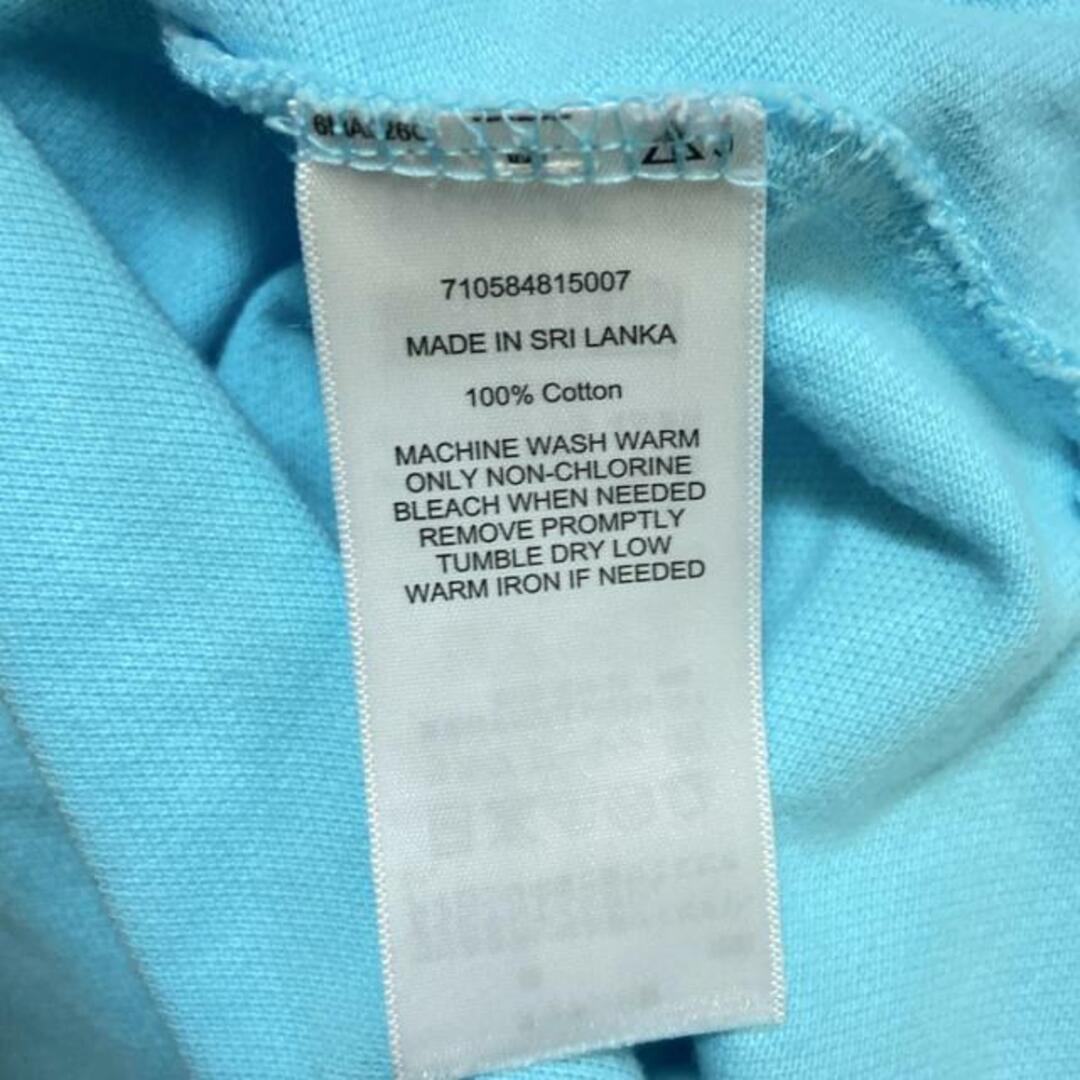 710584815007
MADE IN SRI LANKA
100% Cotton
MACHINE WASH WARM
ONLY NON-CHLORINE
BLEACH WHEN NEEDED
REMOVE PROMPTLY
TUMBLE DRY LOW
WARM IRON IF NEEDED